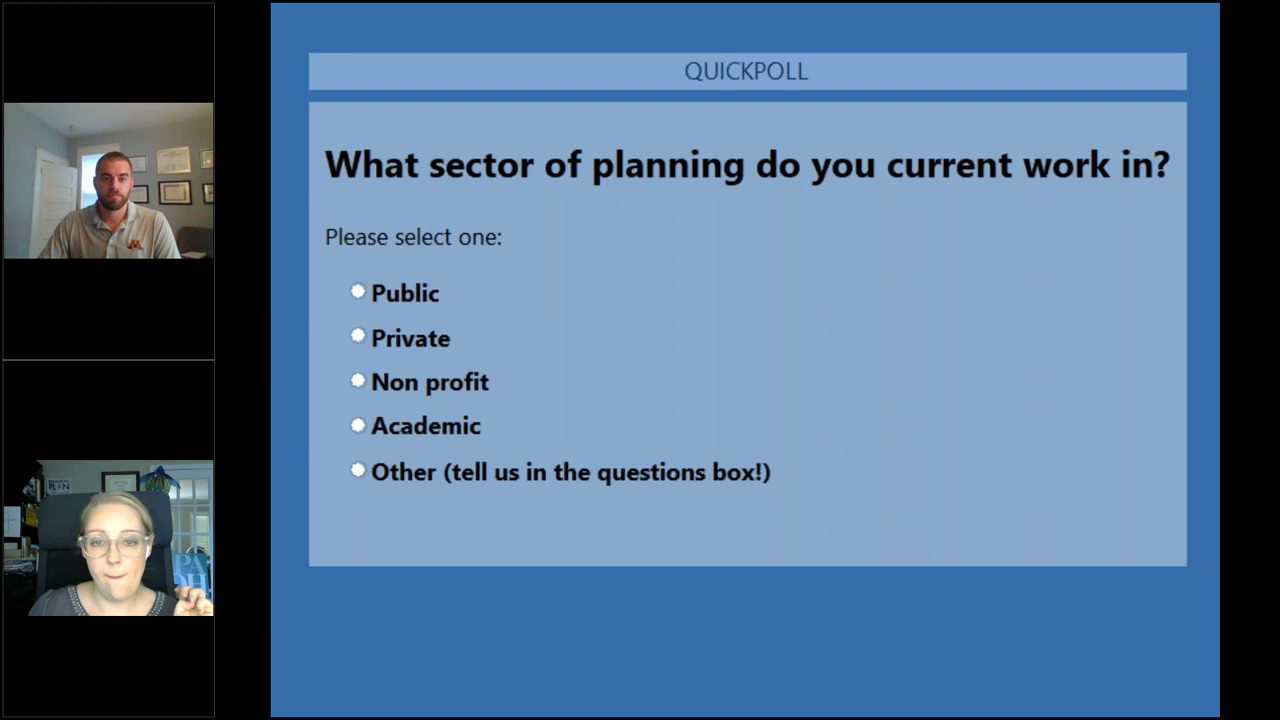 QUICKPOLL
What sector of planning do you current work in?
Please select one:
Public
Private
Non profit
Academic
Other (tell us in the questions box!)
PLAN